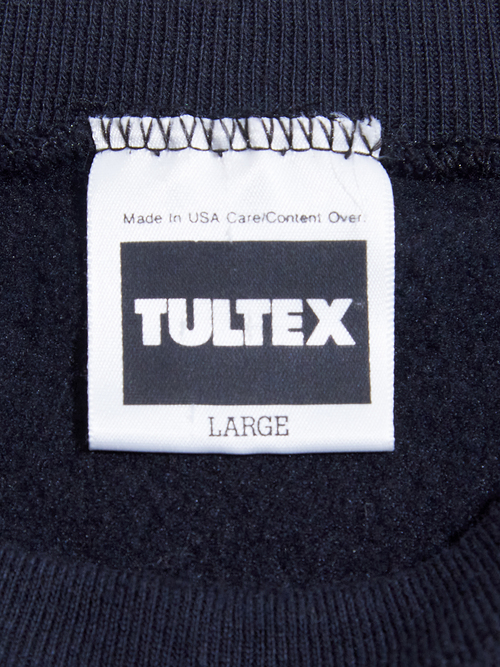 Made In USA Care/Content Over:
TULTEX
LARGE